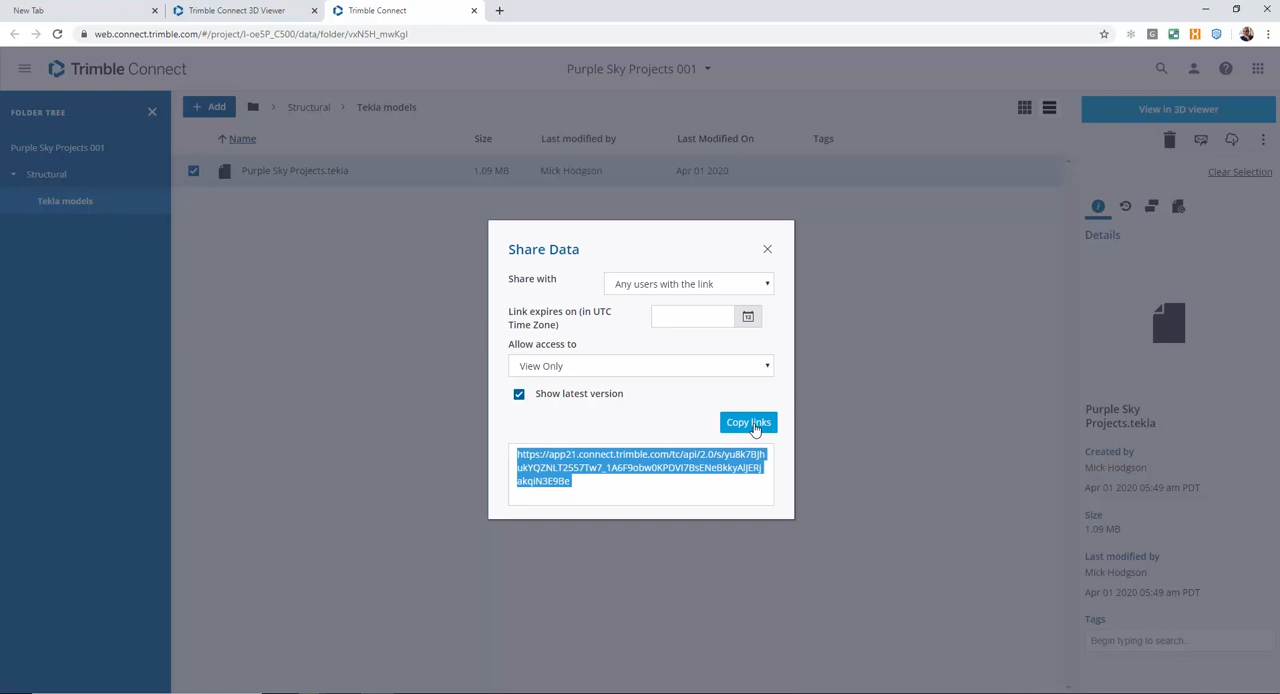 New Tab
Trimble Connect 3D Viewer
Trimble Connect
web.connect.trimble.com/#/project/I-oe5P_C500/data/folder/vxN5H_mwKgI
Trimble Connect
Purple Sky Projects 001
FOLDER TREE
Purple Sky Projects 001
Structural
Tekla models
+ Add
Structural
Tekla models
Name
Size
Last modified by
Last Modified On
Tags
Purple Sky Projects.tekla
1.09 MB
Mick Hodgson
Apr 01 2020
Share Data
Share with
Any users with the link
Link expires on (in UTC
Time Zone)
12
Allow access to
View Only
Show latest version
Copy links
https://app21.connect.trimble.com/tc/api/2.0/s/yu8k7BJh
ukYQZNLT2557Tw7_1A6F9obw0KPDVI7BsENeBkkyAlJERj
akqiN3E9Be
View in 3D viewer
Clear Selection
Details
Purple Sky
Projects.tekla
Created by
Mick Hodgson
Apr 01 2020 05:49 am PDT
Size
1.09 MB
Last modified by
Mick Hodgson
Apr 01 2020 05:49 am PDT
Tags
Begin typing to search...